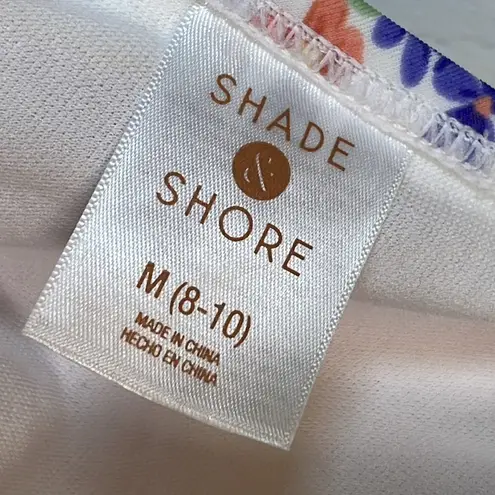 SHADE
&
SHORE
M (8-10)
MADE IN CHINA
HECHO EN CHINA